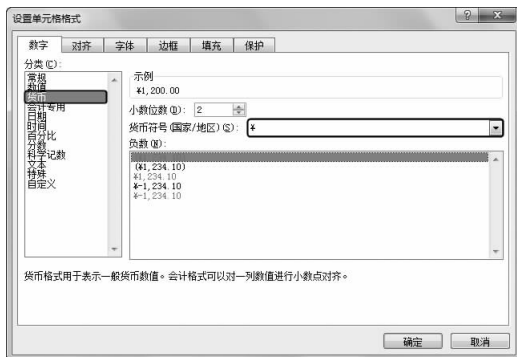 设置单元格格式
数字 对齐 字体 边框 填充 保护
分类(C):
常规
数值
货币
会计专用
日期
时间
百分比
分数
科学记数
文本
特殊
自定义
示例
¥1,200.00
小数位数(D): 2
货币符号(国家/地区)(S): ¥
负数(N):
(¥1,234.10)
¥1,234.10
¥-1,234.10
¥-1,234.10
货币格式用于表示一般货币数值。会计格式可以对一列数值进行小数点对齐。
确定 取消